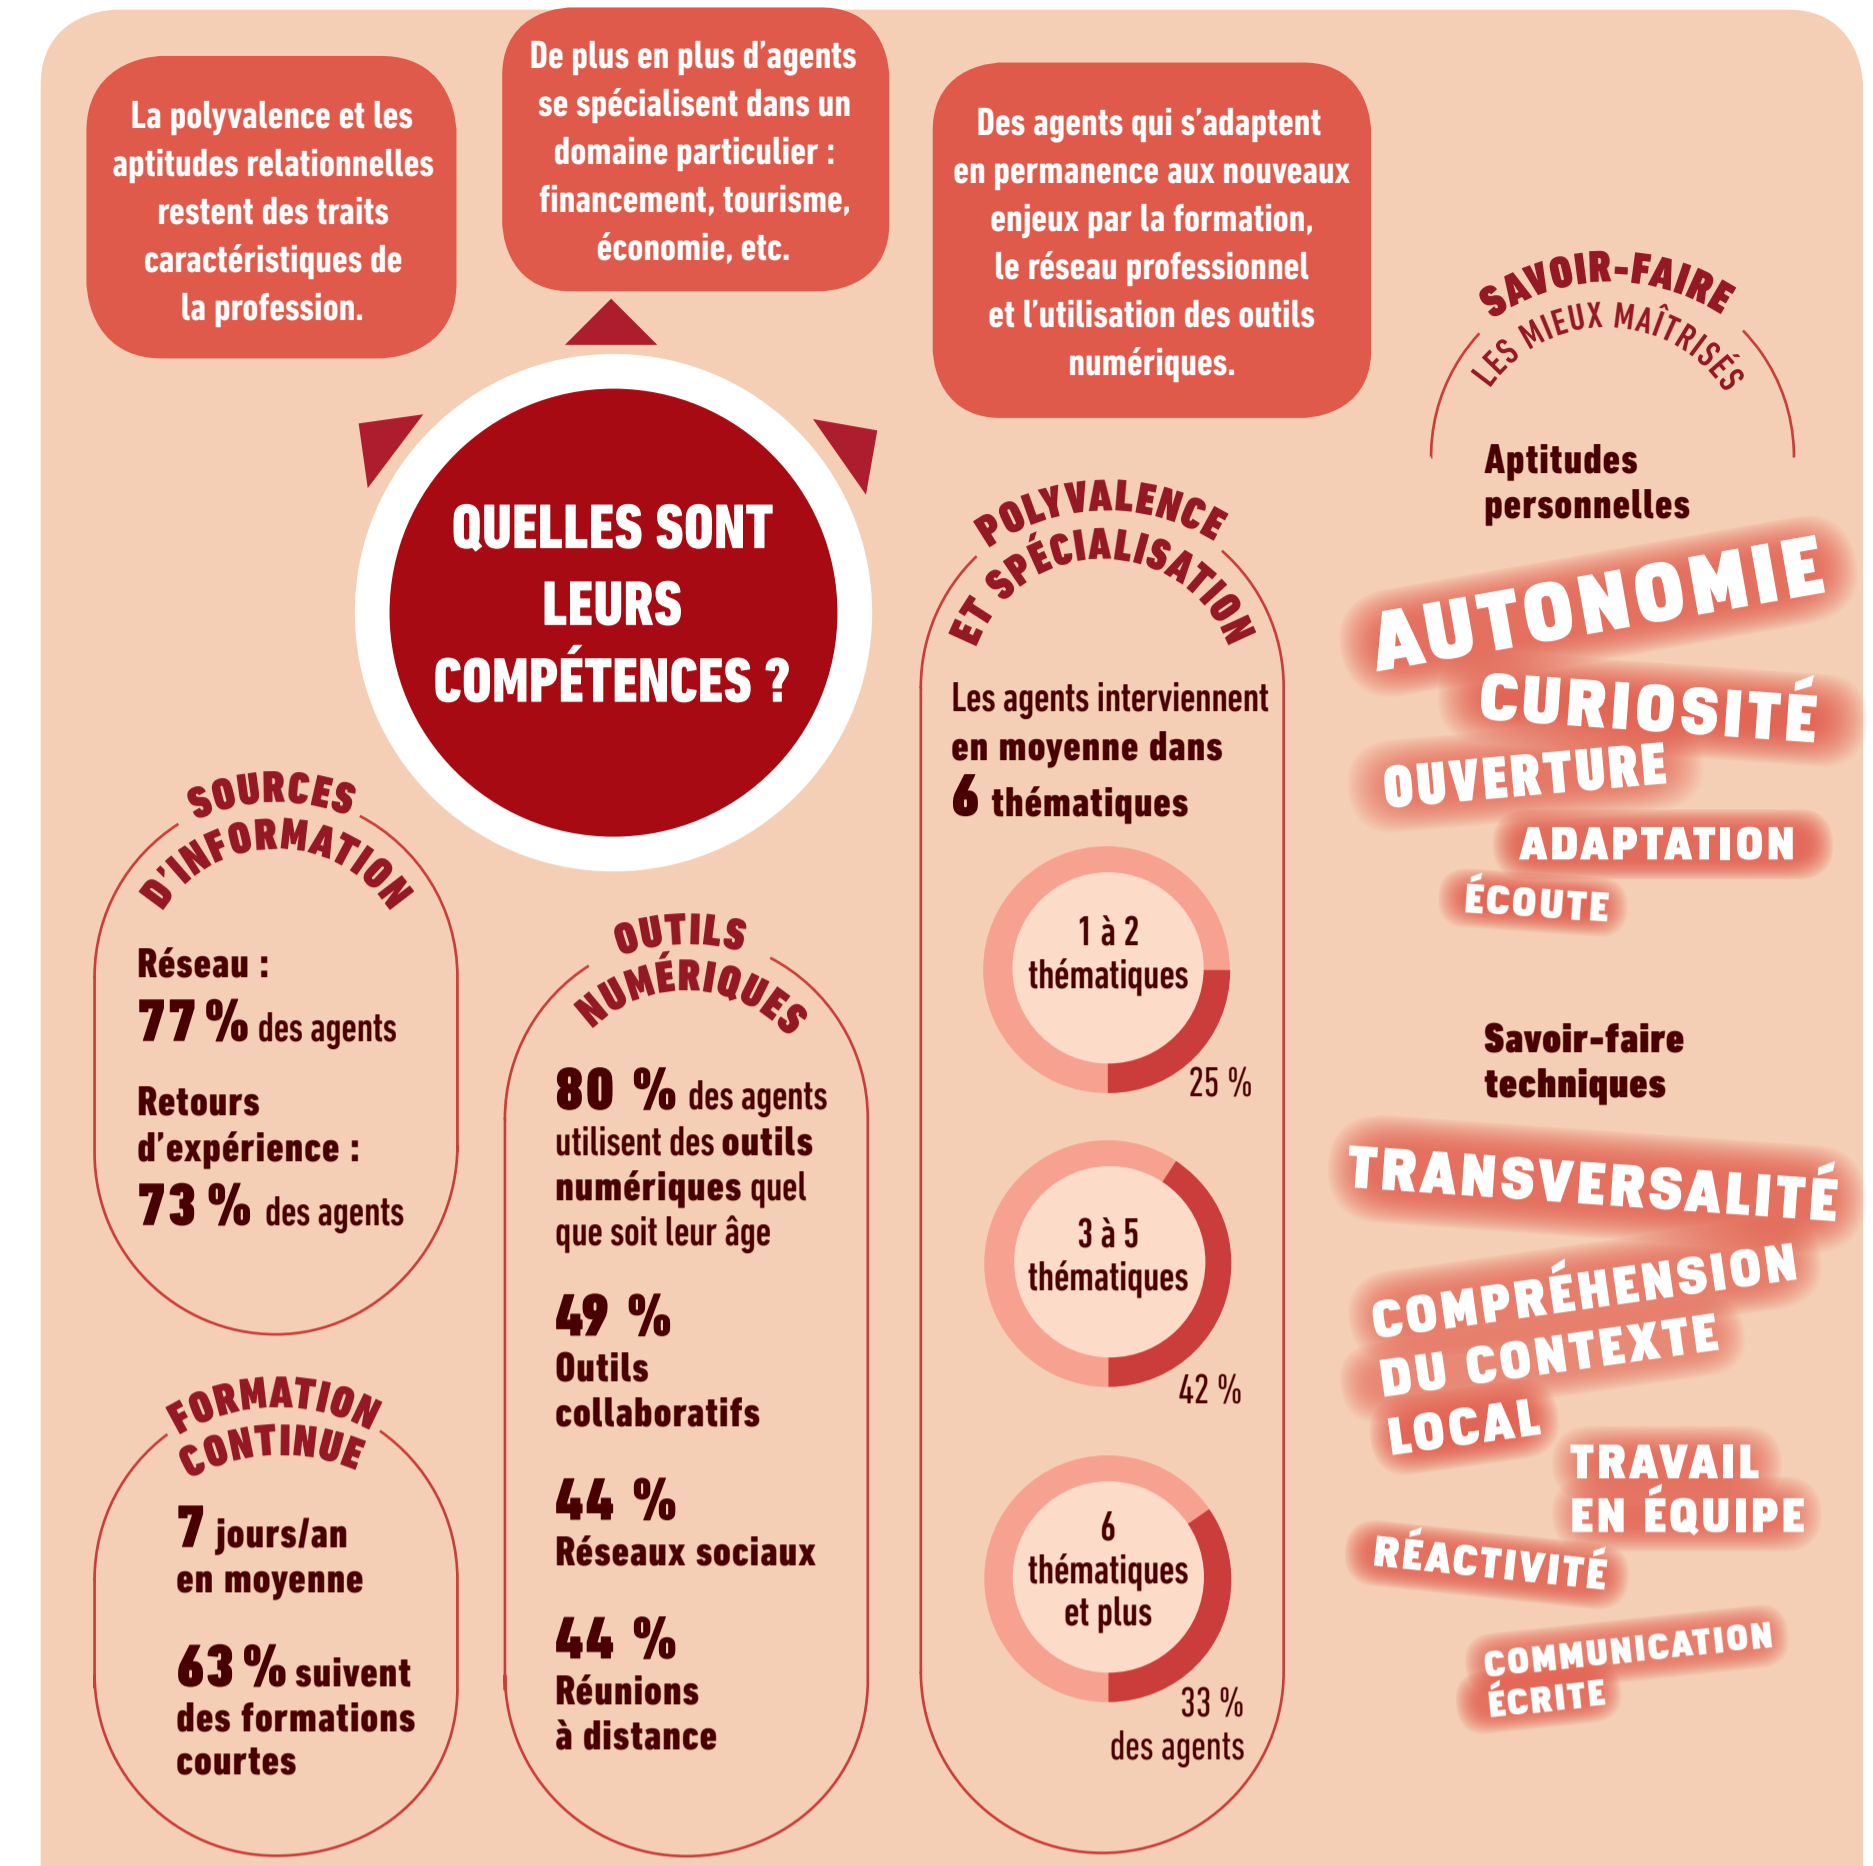 La polyvalence et les
aptitudes relationnelles
restent des traits
caractéristiques de
la profession.
De plus en plus d’agents
se spécialisent dans un
domaine particulier :
financement, tourisme,
économie, etc.
Des agents qui s’adaptent
en permanence aux nouveaux
enjeux par la formation,
le réseau professionnel
et l’utilisation des outils
numériques.
QUELLES SONT
LEURS
COMPÉTENCES ?
SOURCES
D’INFORMATION
Réseau :
77 % des agents
Retours
d’expérience :
73 % des agents
FORMATION
CONTINUE
7 jours/an
en moyenne
63 % suivent
des formations
courtes
OUTILS
NUMÉRIQUES
80 % des agents
utilisent des outils
numériques quel
que soit leur âge
49 %
Outils
collaboratifs
44 %
Réseaux sociaux
44 %
Réunions
à distance
POLYVALENCE
ET SPÉCIALISATION
Les agents interviennent
en moyenne dans
6 thématiques
1 à 2
thématiques
25 %
3 à 5
thématiques
42 %
6
thématiques
et plus
33 %
des agents
SAVOIR-FAIRE
LES MIEUX MAÎTRISÉS
Aptitudes
personnelles
AUTONOMIE
CURIOSITÉ
OUVERTURE
ADAPTATION
ÉCOUTE
Savoir-faire
techniques
TRANSVERSALITÉ
COMPRÉHENSION
DU CONTEXTE
LOCAL
TRAVAIL
EN ÉQUIPE
RÉACTIVITÉ
COMMUNICATION
ÉCRITE